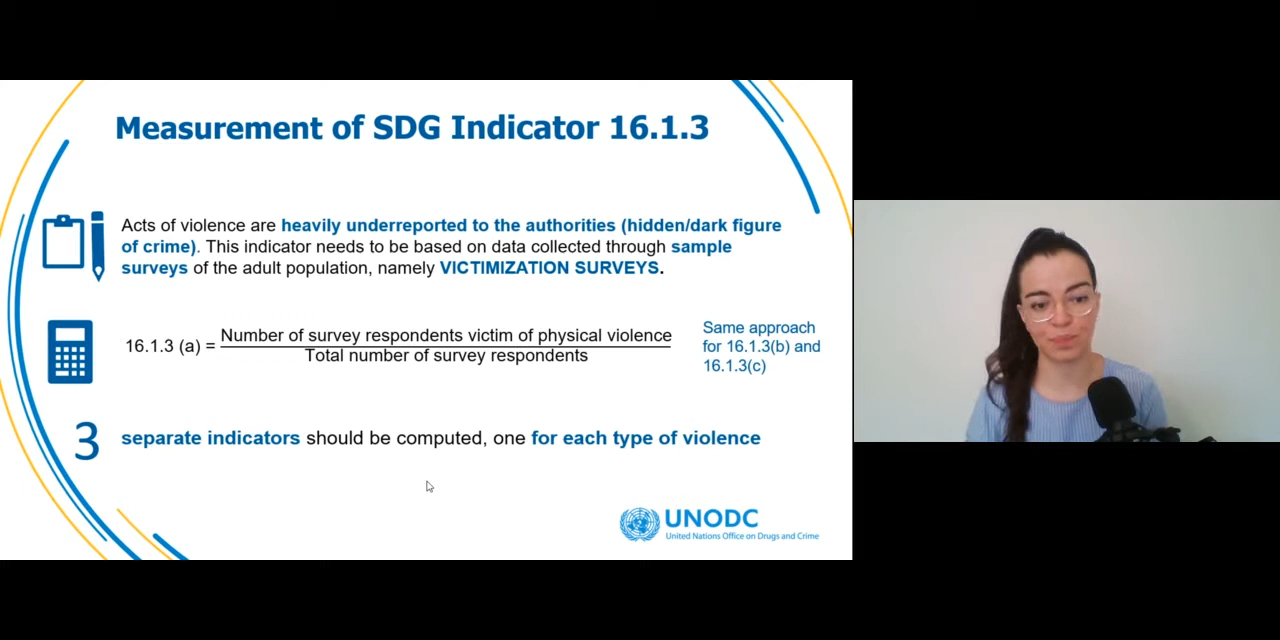 Measurement of SDG Indicator 16.1.3
Acts of violence are heavily underreported to the authorities (hidden/dark figure
of crime). This indicator needs to be based on data collected through sample
surveys of the adult population, namely VICTIMIZATION SURVEYS.
16.1.3 (a) = Number of survey respondents victim of physical violence
Total number of survey respondents
Same approach
for 16.1.3(b) and
16.1.3(c)
3 separate indicators should be computed, one for each type of violence
UNODC
United Nations Office on Drugs and Crime